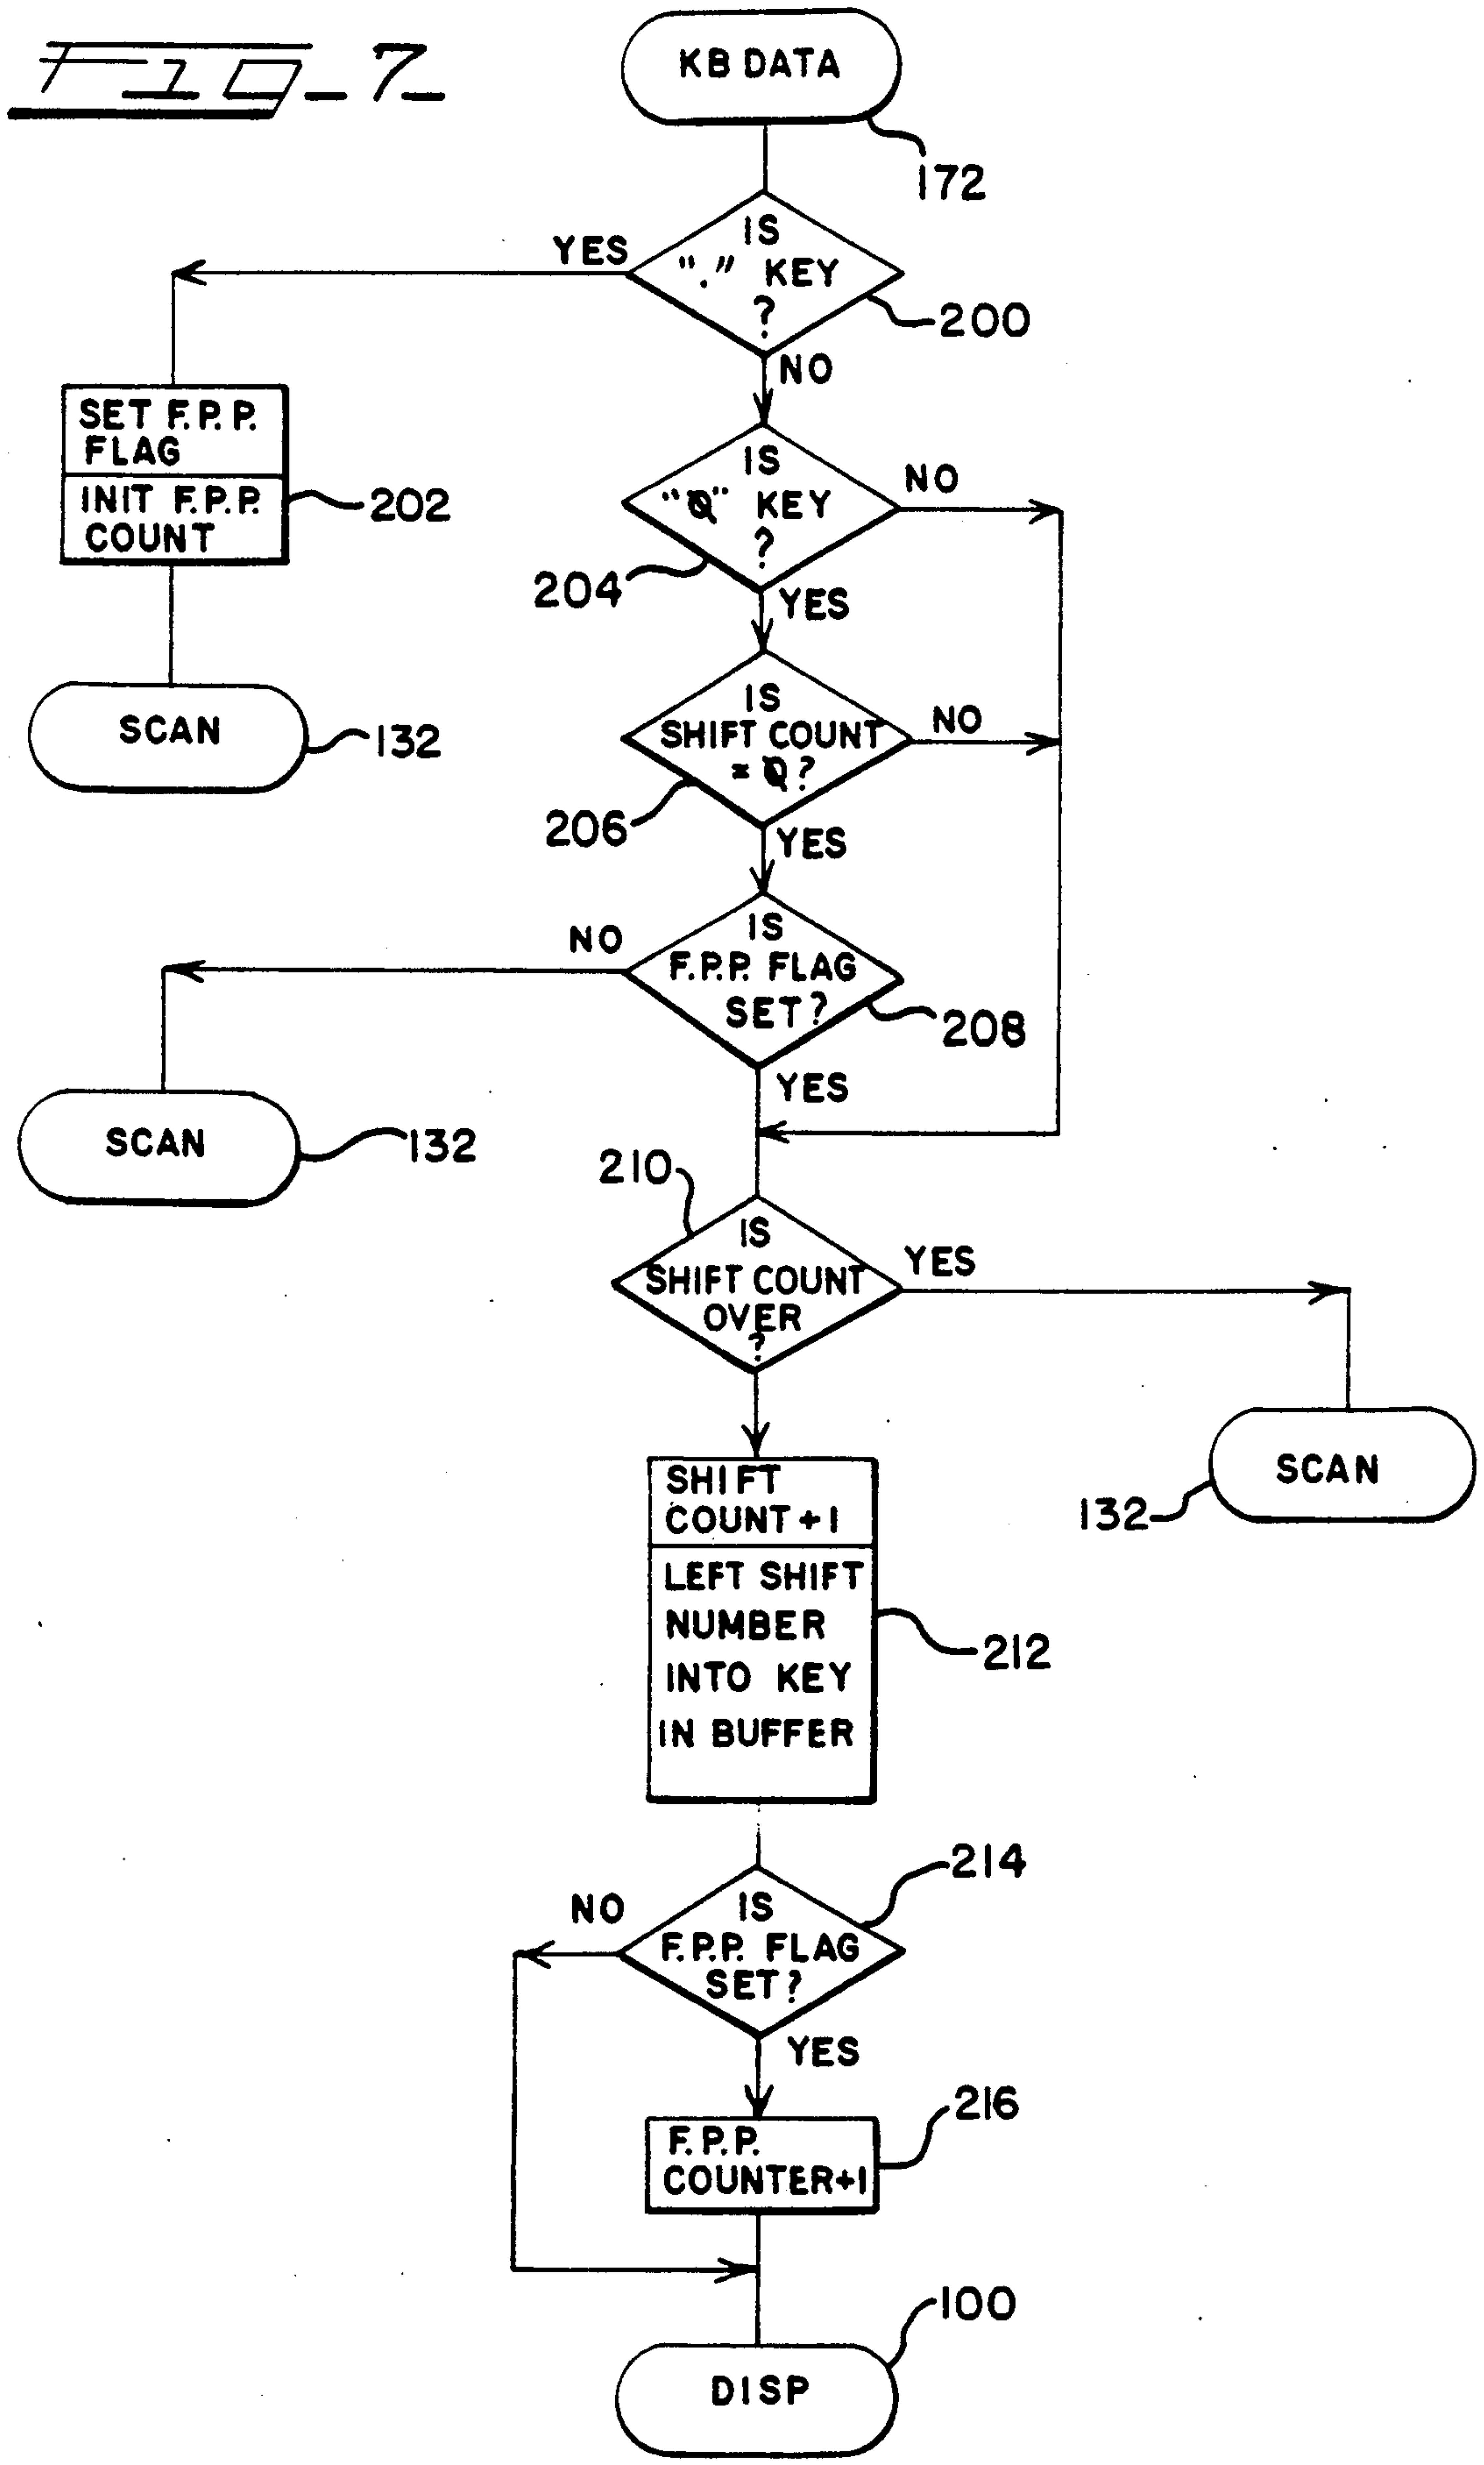 Fig_7_
KB DATA
172
IS
"." KEY
?
YES
200
NO
SET F.P.P.
FLAG
INIT F.P.P.
COUNT
202
IS
"0" KEY
?
NO
204
YES
SCAN
132
IS
SHIFT COUNT
= 0?
NO
206
YES
IS
F.P.P. FLAG
SET?
NO
208
YES
SCAN
132
210
IS
SHIFT COUNT
OVER
?
YES
SCAN
132
SHIFT
COUNT+1
LEFT SHIFT
NUMBER
INTO KEY
IN BUFFER
212
214
IS
F.P.P. FLAG
SET?
NO
YES
216
F.P.P.
COUNTER+1
100
DISP